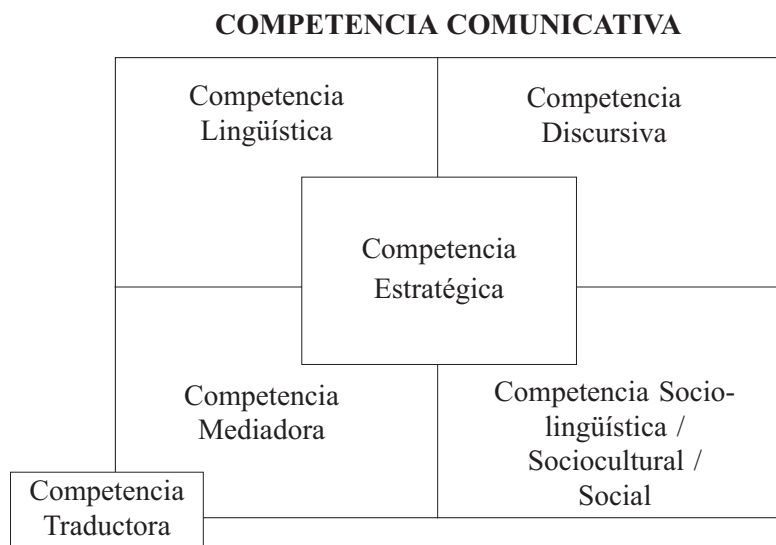 COMPETENCIA COMUNICATIVA
Competencia
Lingüística
Competencia
Discursiva
Competencia
Estratégica
Competencia
Mediadora
Competencia Socio-
lingüística /
Sociocultural /
Social
Competencia
Traductora